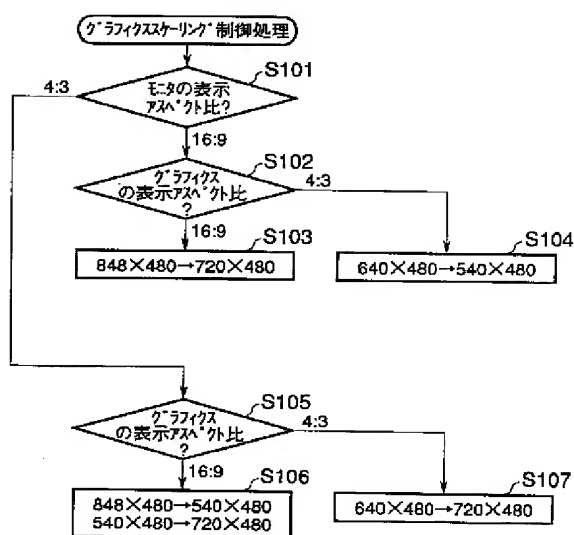 グラフィクススケーリング制御処理
S101
4:3
モニタの表示
アスペクト比?
16:9
S102
グラフィクス
の表示アスペクト比
?
4:3
16:9
S103
848×480→720×480
S104
640×480→540×480
S105
グラフィクス
の表示アスペクト比
?
4:3
16:9
S106
848×480→540×480
540×480→720×480
S107
640×480→720×480